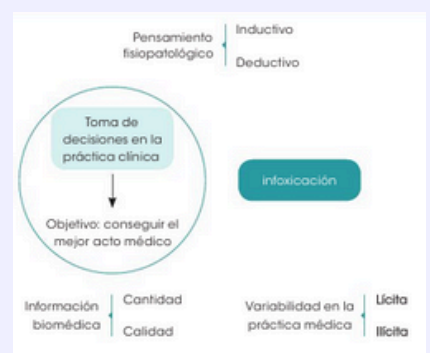 Pensamiento
fisiopatológico
Inductivo
Deductivo
Toma de
decisiones en la
práctica clínica
Objetivo: conseguir el
mejor acto médico
infoxicación
Información
biomédica
Cantidad
Calidad
Variabilidad en la
práctica médica
Lícita
Ilícita